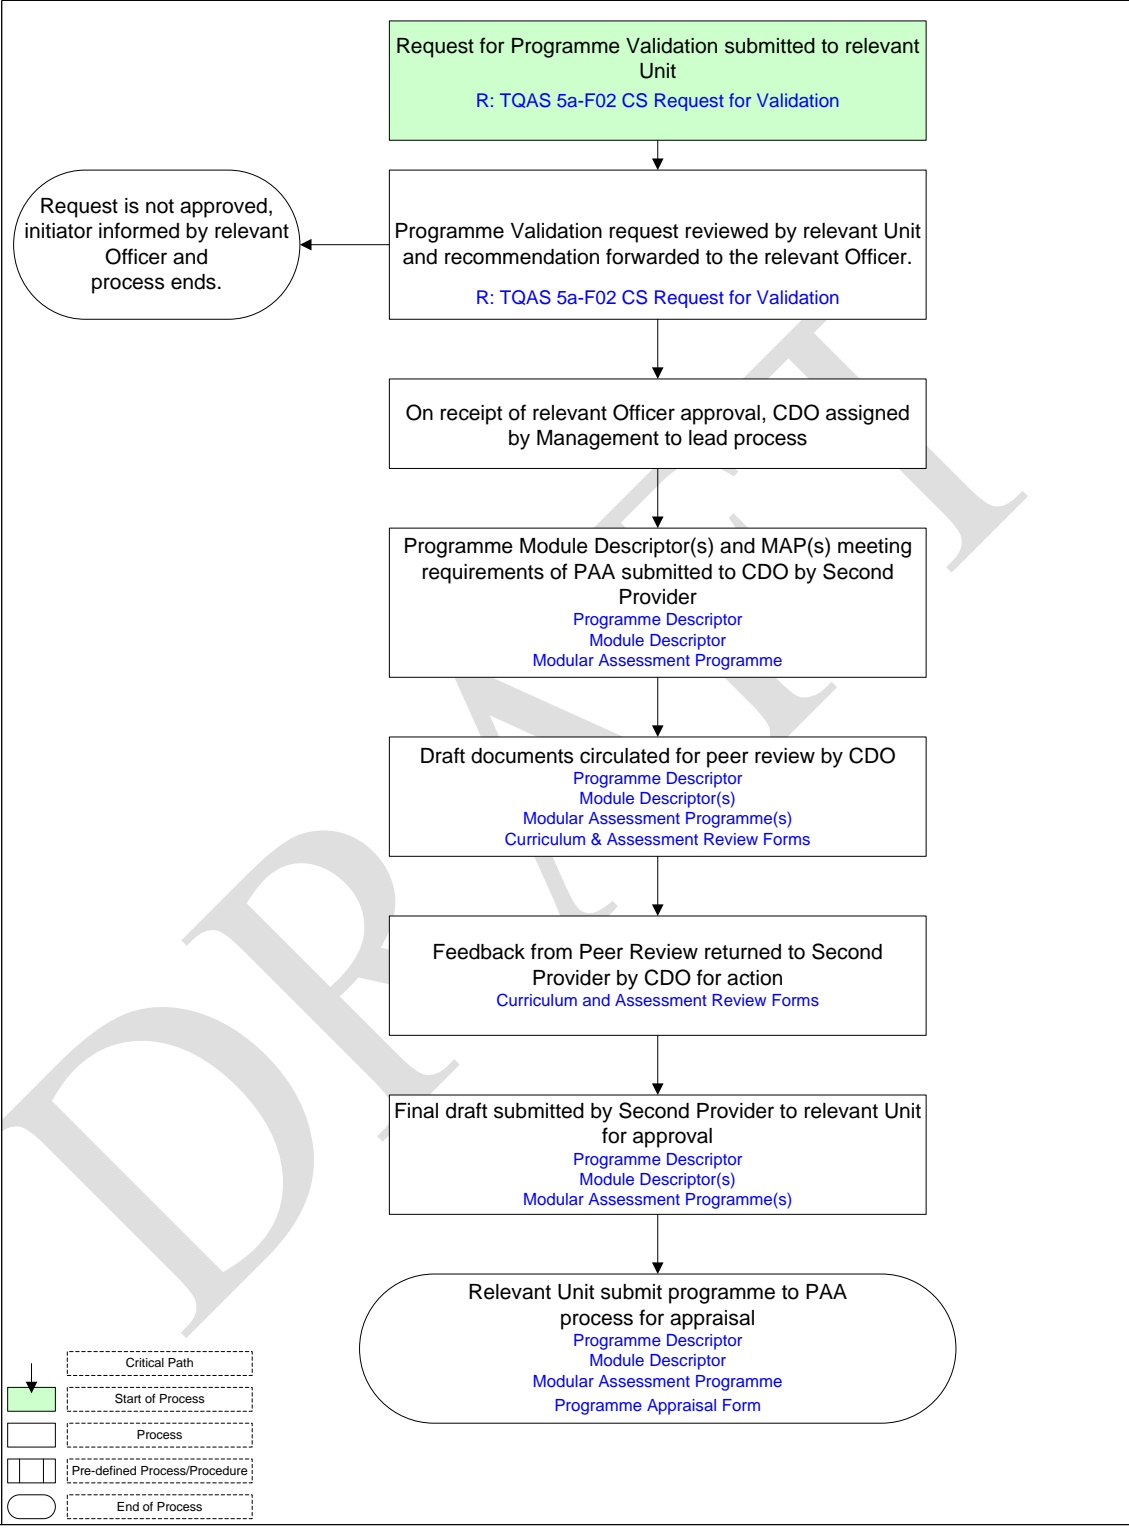 Request for Programme Validation submitted to relevant
Unit
R: TQAS 5a-F02 CS Request for Validation
Request is not approved,
initiator informed by relevant
Officer and
process ends.
Programme Validation request reviewed by relevant Unit
and recommendation forwarded to the relevant Officer.
R: TQAS 5a-F02 CS Request for Validation
On receipt of relevant Officer approval, CDO assigned
by Management to lead process
Programme Module Descriptor(s) and MAP(s) meeting
requirements of PAA submitted to CDO by Second
Provider
Programme Descriptor
Module Descriptor
Modular Assessment Programme
Draft documents circulated for peer review by CDO
Programme Descriptor
Module Descriptor(s)
Modular Assessment Programme(s)
Curriculum & Assessment Review Forms
Feedback from Peer Review returned to Second
Provider by CDO for action
Curriculum and Assessment Review Forms
Final draft submitted by Second Provider to relevant Unit
for approval
Programme Descriptor
Module Descriptor(s)
Modular Assessment Programme(s)
Relevant Unit submit programme to PAA
process for appraisal
Programme Descriptor
Module Descriptor
Modular Assessment Programme
Programme Appraisal Form
Critical Path
Start of Process
Process
Pre-defined Process/Procedure
End of Process
DRAFT